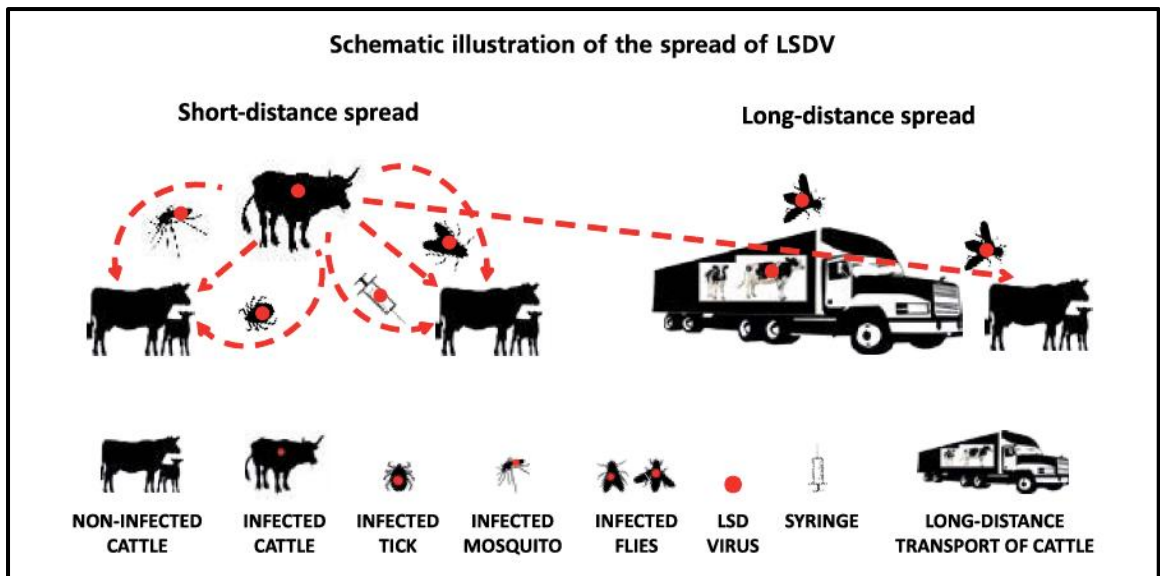 Schematic illustration of the spread of LSDV
Short-distance spread
Long-distance spread
NON-INFECTED
CATTLE
INFECTED
CATTLE
INFECTED
TICK
INFECTED
MOSQUITO
INFECTED
FLIES
LSD
VIRUS
SYRINGE
LONG-DISTANCE
TRANSPORT OF CATTLE